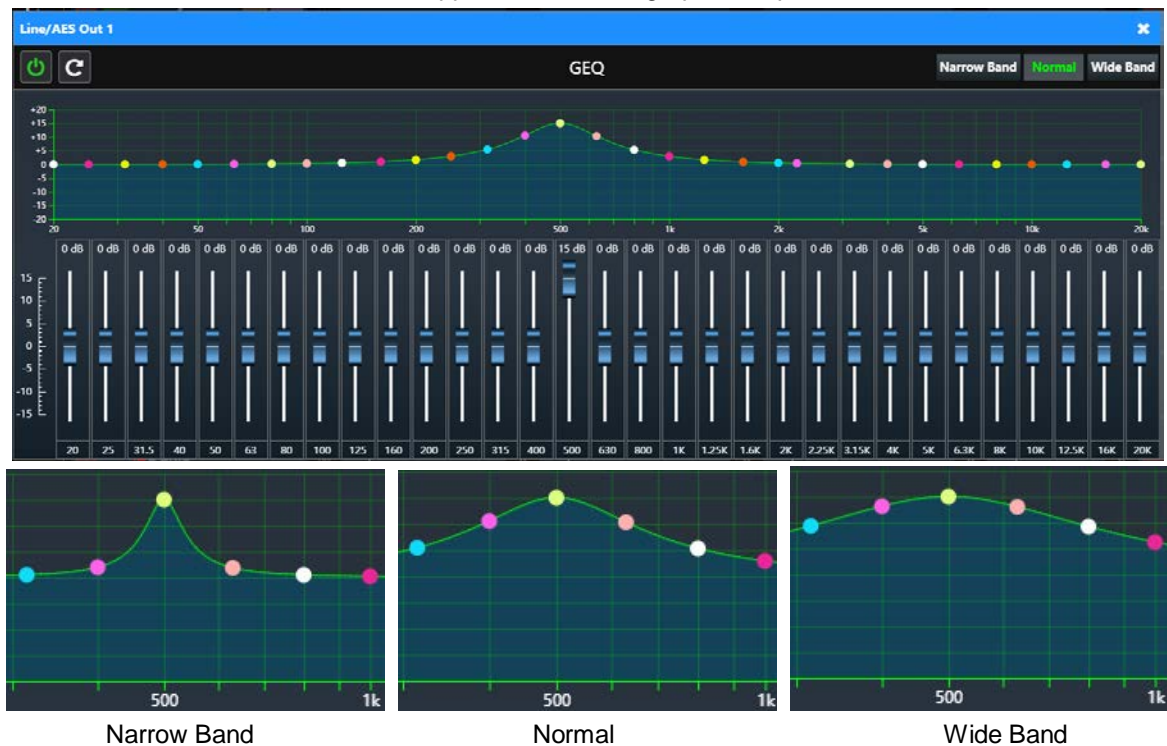 Line/AES Out 1
GEQ
Narrow Band Normal Wide Band
+20
+15
+10
+5
0
-5
-10
-15
-20
20 50 100 200 500 1k 2k 5k 10k 20k
0 dB 0 dB 0 dB 0 dB 0 dB 0 dB 0 dB 0 dB 0 dB 0 dB 0 dB 0 dB 0 dB 0 dB 15 dB 0 dB 0 dB 0 dB 0 dB 0 dB 0 dB 0 dB 0 dB 0 dB 0 dB 0 dB 0 dB 0 dB 0 dB 0 dB 0 dB
15
10
5
0
-5
-10
-15
20 25 31.5 40 50 63 80 100 125 160 200 250 315 400 500 630 800 1K 1.25K 1.6K 2K 2.25K 3.15K 4K 5K 6.3K 8K 10K 12.5K 16K 20K
500 1k
500 1k
500 1k
Narrow Band Normal Wide Band